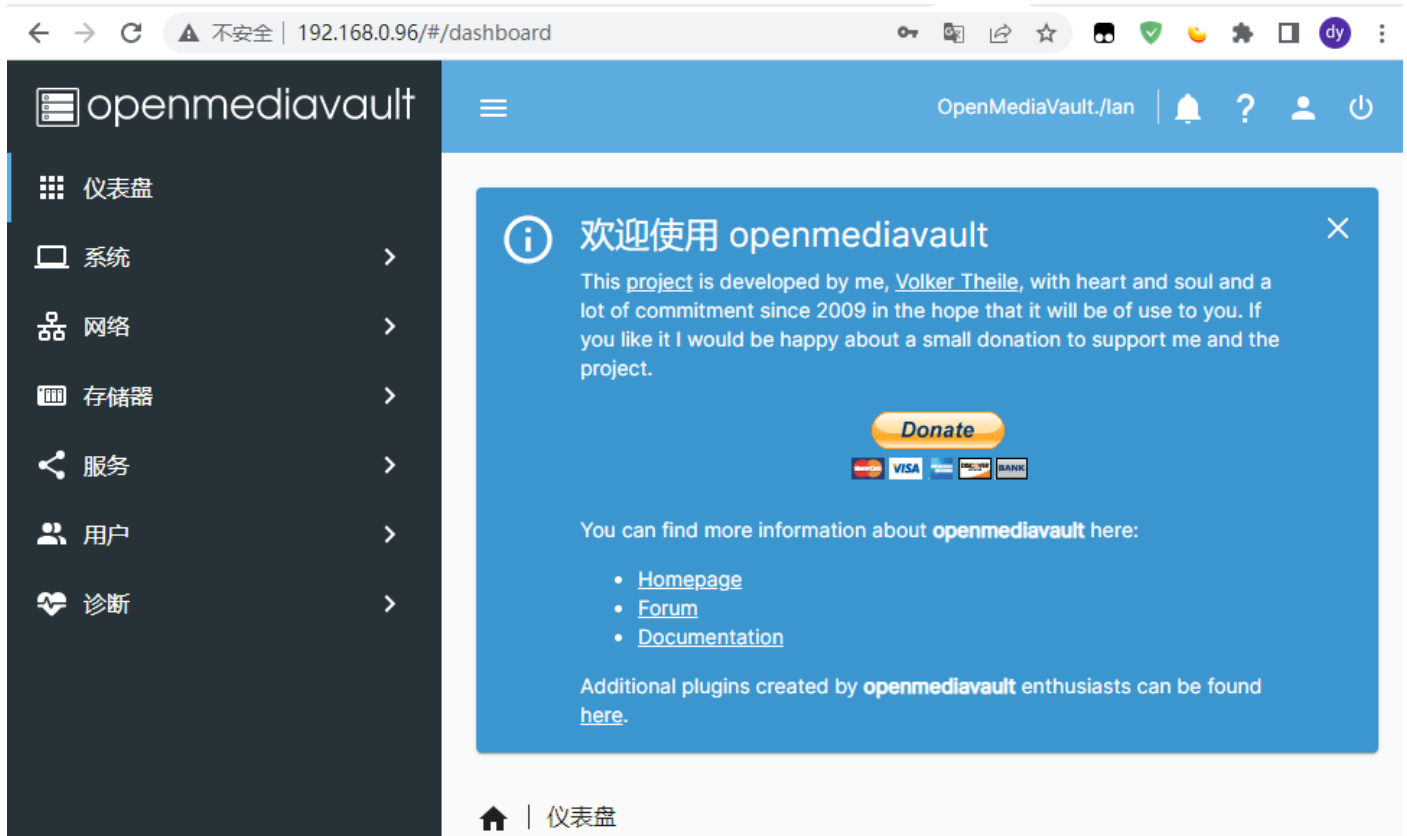 不安全 | 192.168.0.96/#/dashboard
dy
openmediavault
OpenMediaVault./lan
仪表盘
系统
网络
存储器
服务
用户
诊断
欢迎使用 openmediavault
This project is developed by me, Volker Theile, with heart and soul and a
lot of commitment since 2009 in the hope that it will be of use to you. If
you like it I would be happy about a small donation to support me and the
project.
Donate
MasterCard VISA DISCOVER BANK
You can find more information about openmediavault here:
• Homepage
• Forum
• Documentation
Additional plugins created by openmediavault enthusiasts can be found
here.
仪表盘